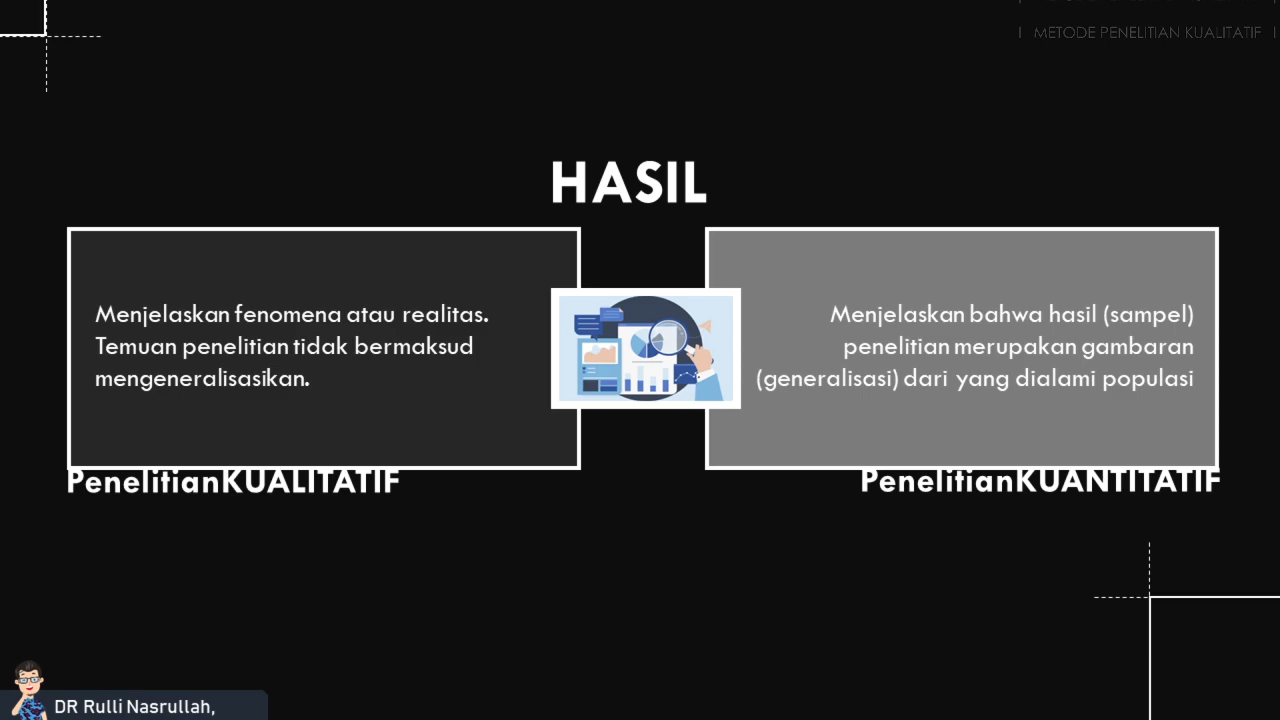 METODE PENELITIAN KUALITATIF
HASIL
Menjelaskan fenomena atau realitas.
Temuan penelitian tidak bermaksud
mengeneralisasikan.
PenelitianKUALITATIF
Menjelaskan bahwa hasil (sampel)
penelitian merupakan gambaran
(generalisasi) dari yang dialami populasi
PenelitianKUANTITATIF
DR Rulli Nasrullah,